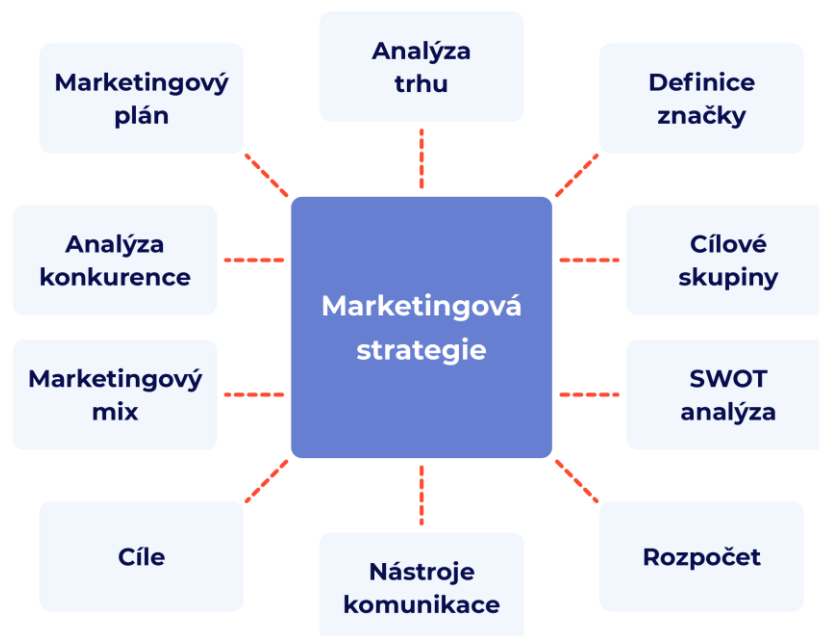 Analýza
trhu
Marketingový
plán
Definice
značky
Analýza
konkurence
Cílové
skupiny
Marketingová
strategie
Marketingový
mix
SWOT
analýza
Cíle
Nástroje
komunikace
Rozpočet